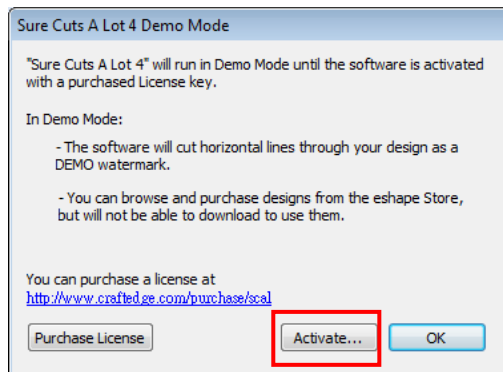 Sure Cuts A Lot 4 Demo Mode
"Sure Cuts A Lot 4" will run in Demo Mode until the software is activated
with a purchased License key.
In Demo Mode:
- The software will cut horizontal lines through your design as a
DEMO watermark.
- You can browse and purchase designs from the eshape Store,
but will not be able to download to use them.
You can purchase a license at
http://www.craftedge.com/purchase/scal
Purchase License Activate... OK